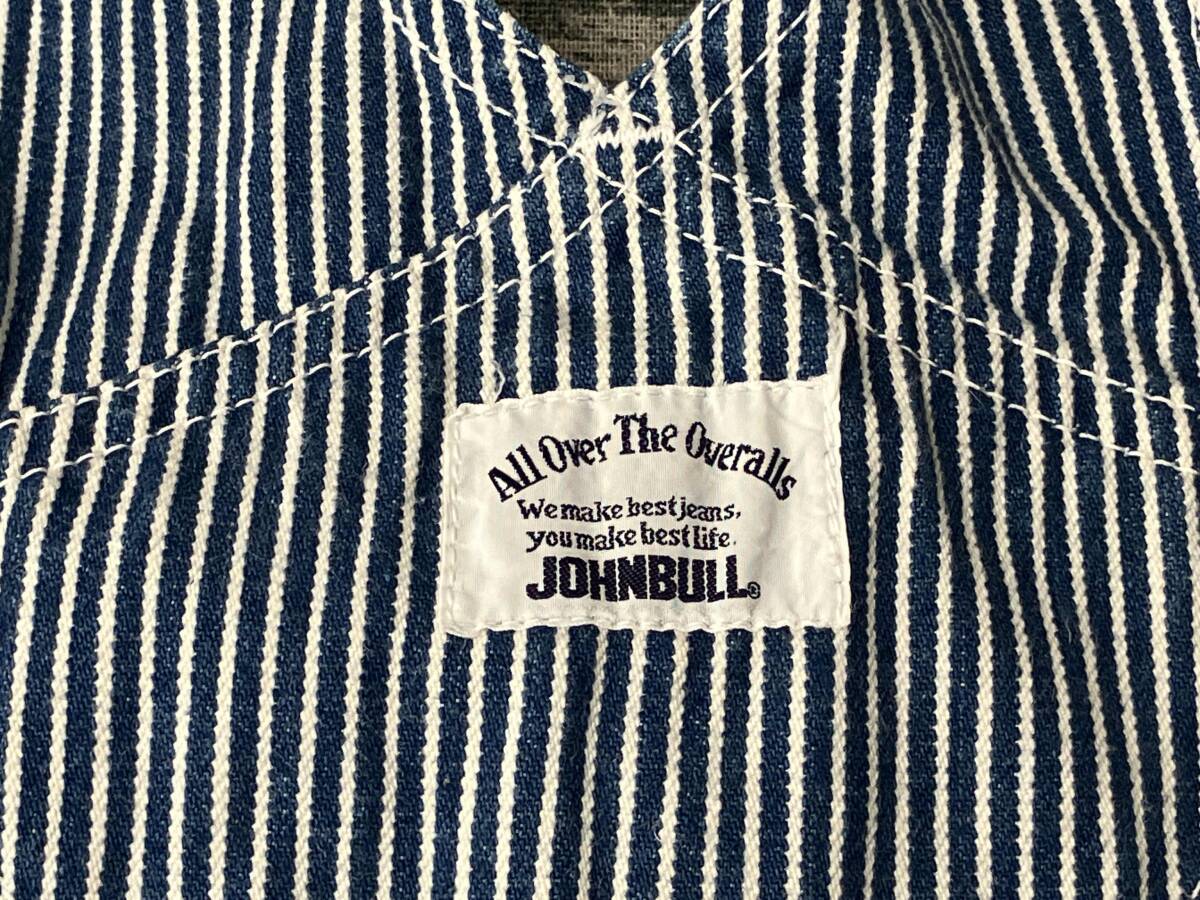 All Over The Overalls
We make best jeans,
you make best life.
JOHNBULL®